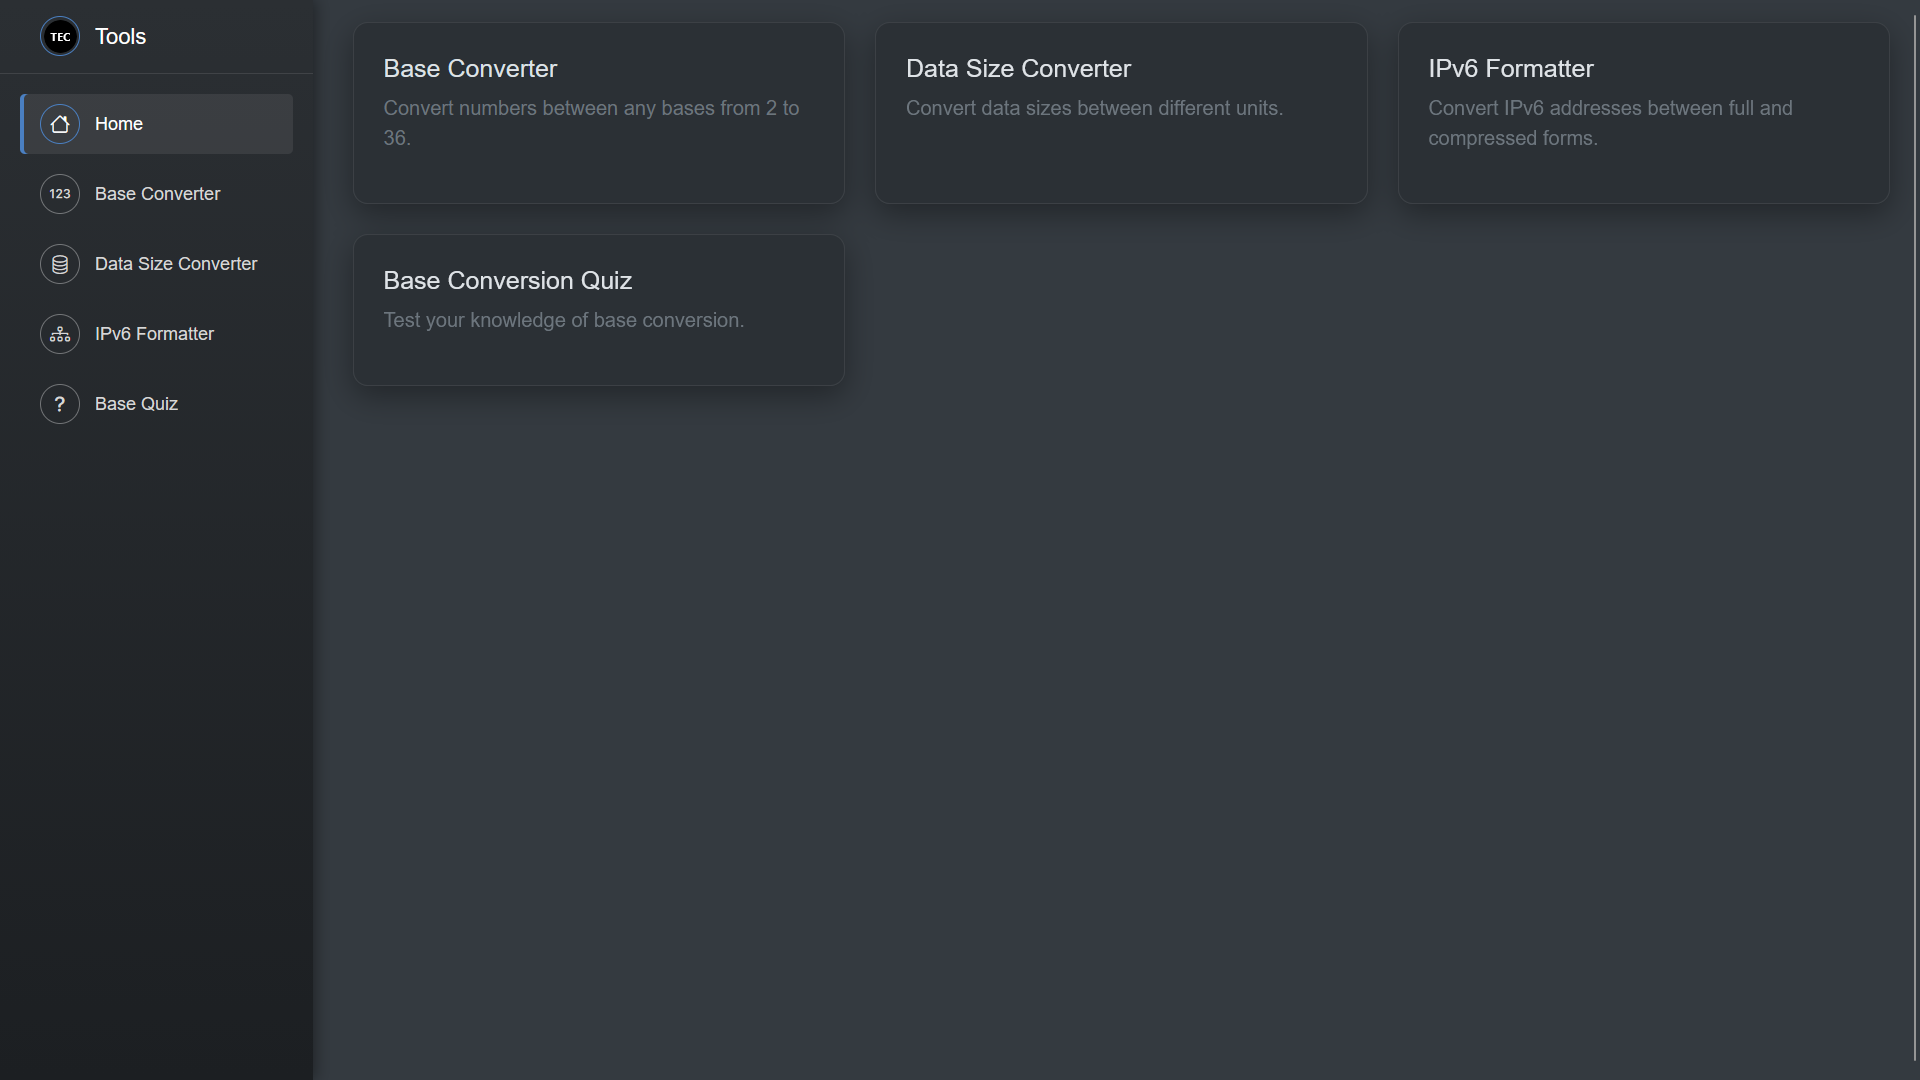 TEC Tools
Home
123 Base Converter
Data Size Converter
IPv6 Formatter
? Base Quiz
Base Converter
Convert numbers between any bases from 2 to
36.
Data Size Converter
Convert data sizes between different units.
IPv6 Formatter
Convert IPv6 addresses between full and
compressed forms.
Base Conversion Quiz
Test your knowledge of base conversion.